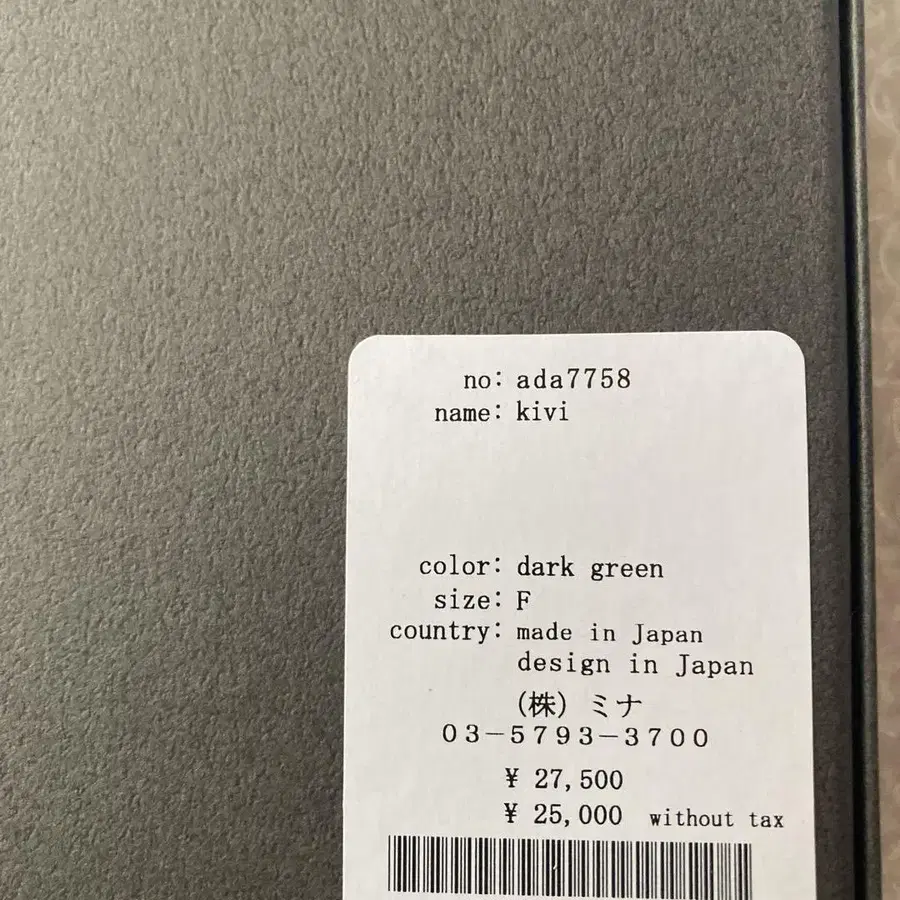 no: ada7758
name: kivi
color: dark green
size: F
country: made in Japan
design in Japan
(株) ミナ
03-5793-3700
¥ 27,500
¥ 25,000 without tax